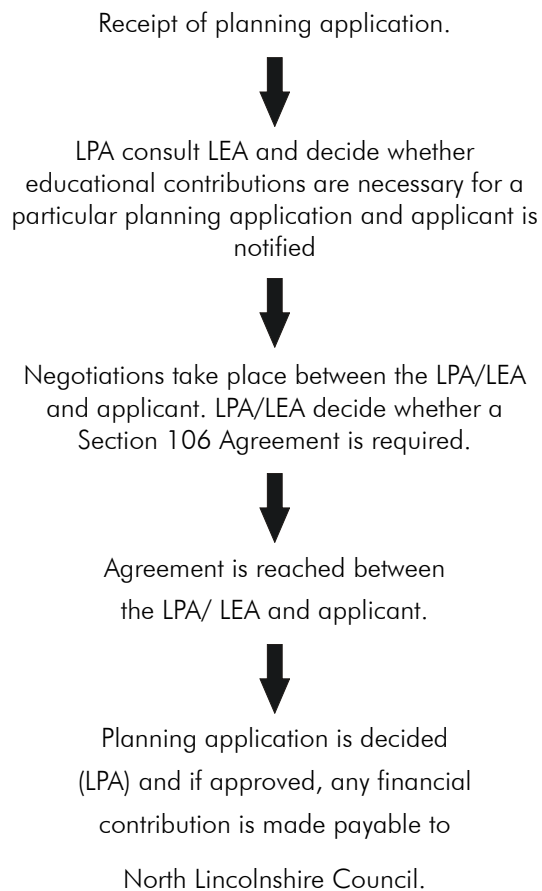 Receipt of planning application.
LPA consult LEA and decide whether
educational contributions are necessary for a
particular planning application and applicant is
notified
Negotiations take place between the LPA/LEA
and applicant. LPA/LEA decide whether a
Section 106 Agreement is required.
Agreement is reached between
the LPA/ LEA and applicant.
Planning application is decided
(LPA) and if approved, any financial
contribution is made payable to
North Lincolnshire Council.